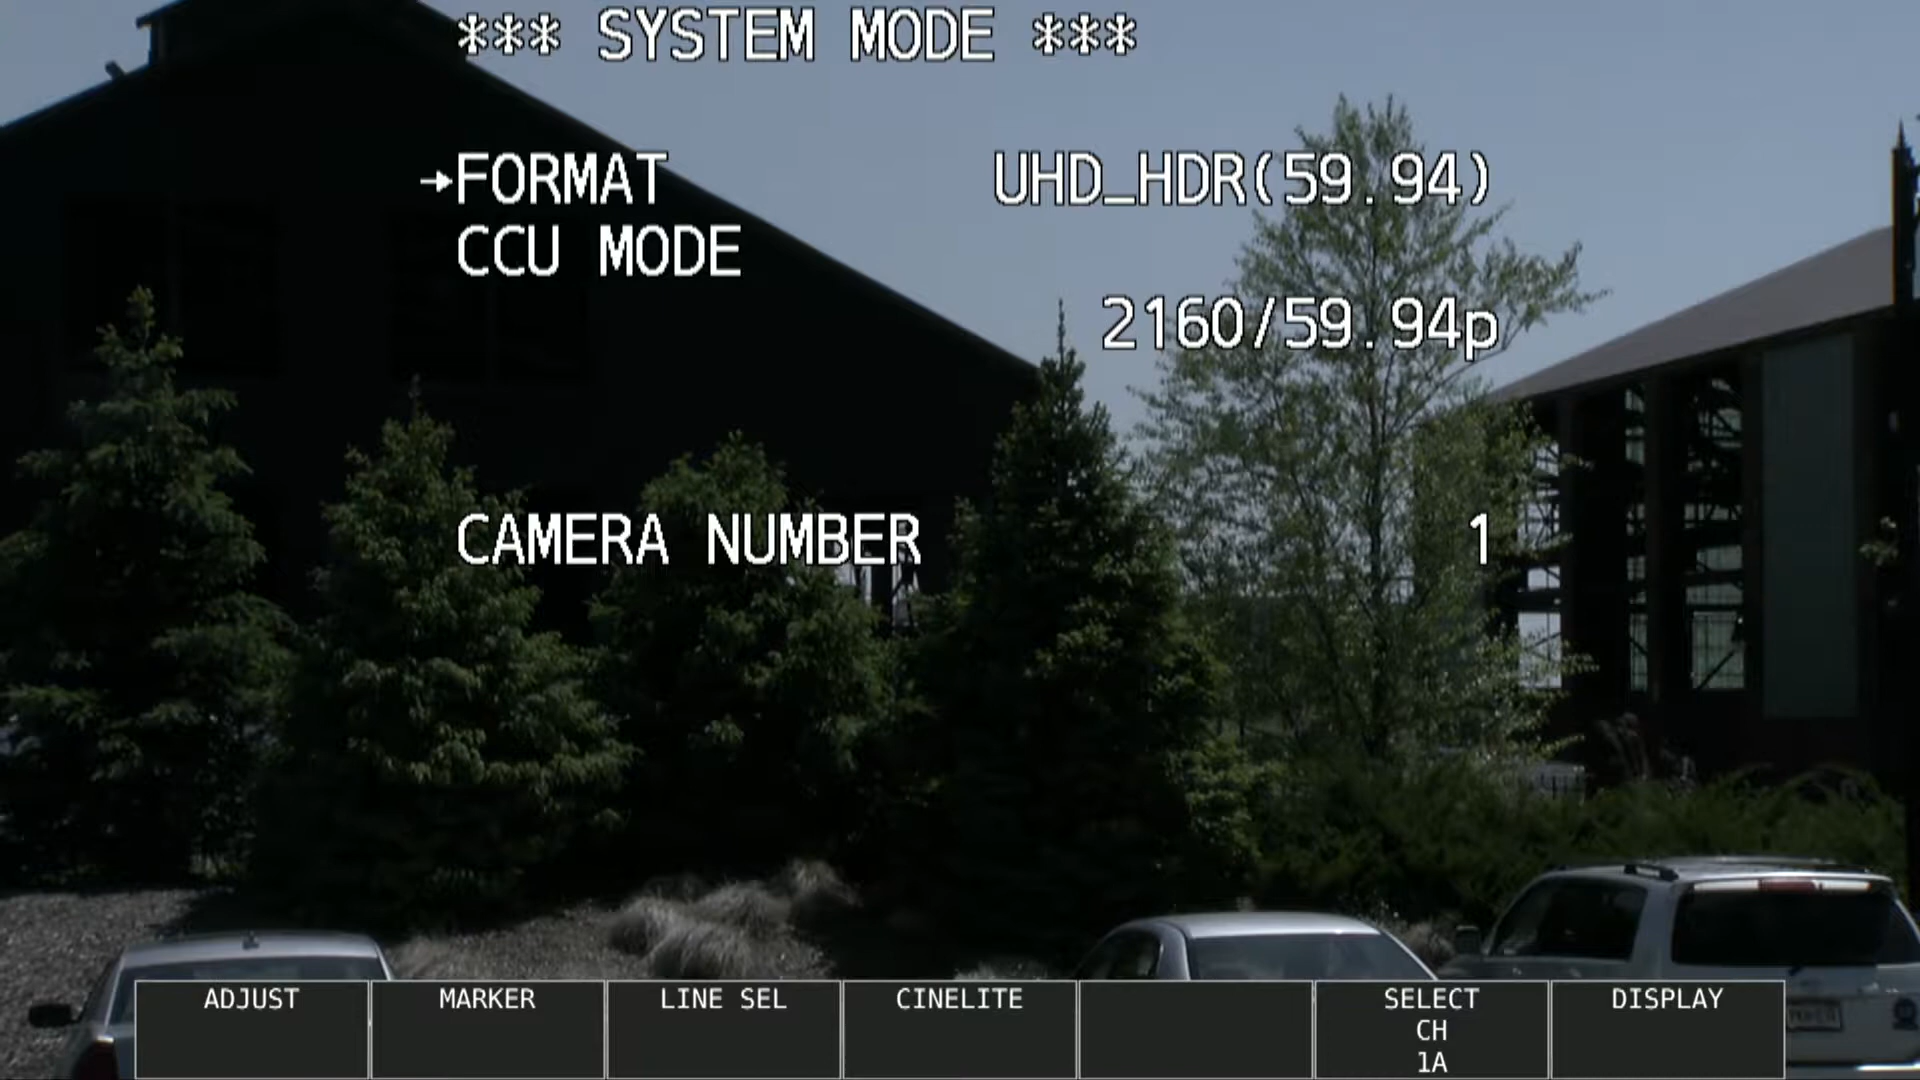 *** SYSTEM MODE ***
→FORMAT UHD_HDR(59.94)
CCU MODE
2160/59.94p
CAMERA NUMBER 1
ADJUST MARKER LINE SEL CINELITE SELECT CH 1A DISPLAY